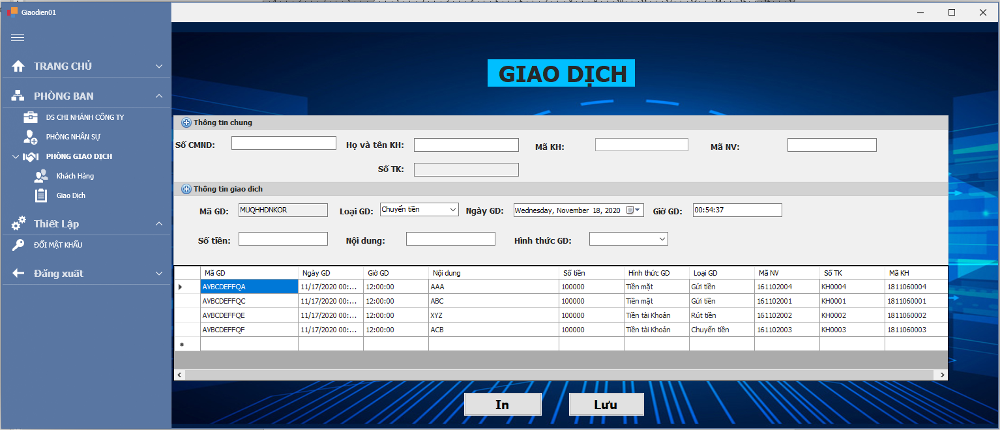 Giaodien01
TRANG CHỦ
PHÒNG BAN
DS CHI NHÁNH CÔNG TY
PHÒNG NHÂN SỰ
PHÒNG GIAO DỊCH
Khách Hàng
Giao Dịch
Thiết Lập
ĐỔI MẬT KHẨU
Đăng xuất
GIAO DỊCH
Thông tin chung
Số CMND: Họ và tên KH: Mã KH: Mã NV:
Số TK:
Thông tin giao dich
Mã GD: MUQHHDNKOR Loại GD: Chuyển tiền Ngày GD: Wednesday, November 18, 2020 Giờ GD: 00:54:37
Số tiền: Nội dung: Hình thức GD:
Mã GD Ngày GD Giờ GD Nội dung Số tiền Hình thức GD Loại GD Mã NV Số TK Mã KH
AVBCDEFFQA 11/17/2020 00:... 12:00:00 AAA 100000 Tiền mặt Gửi tiền 161102004 KH0004 1811060004
AVBCDEFFQC 11/17/2020 00:... 12:00:00 ABC 100000 Tiền mặt Gửi tiền 161102001 KH0001 1811060001
AVBCDEFFQE 11/17/2020 00:... 12:00:00 XYZ 100000 Tiền tài Khoản Rút tiền 161102002 KH0002 1811060002
AVBCDEFFQF 11/17/2020 00:... 12:00:00 ACB 100000 Tiền tài Khoản Chuyển tiền 161102003 KH0003 1811060003
In Lưu